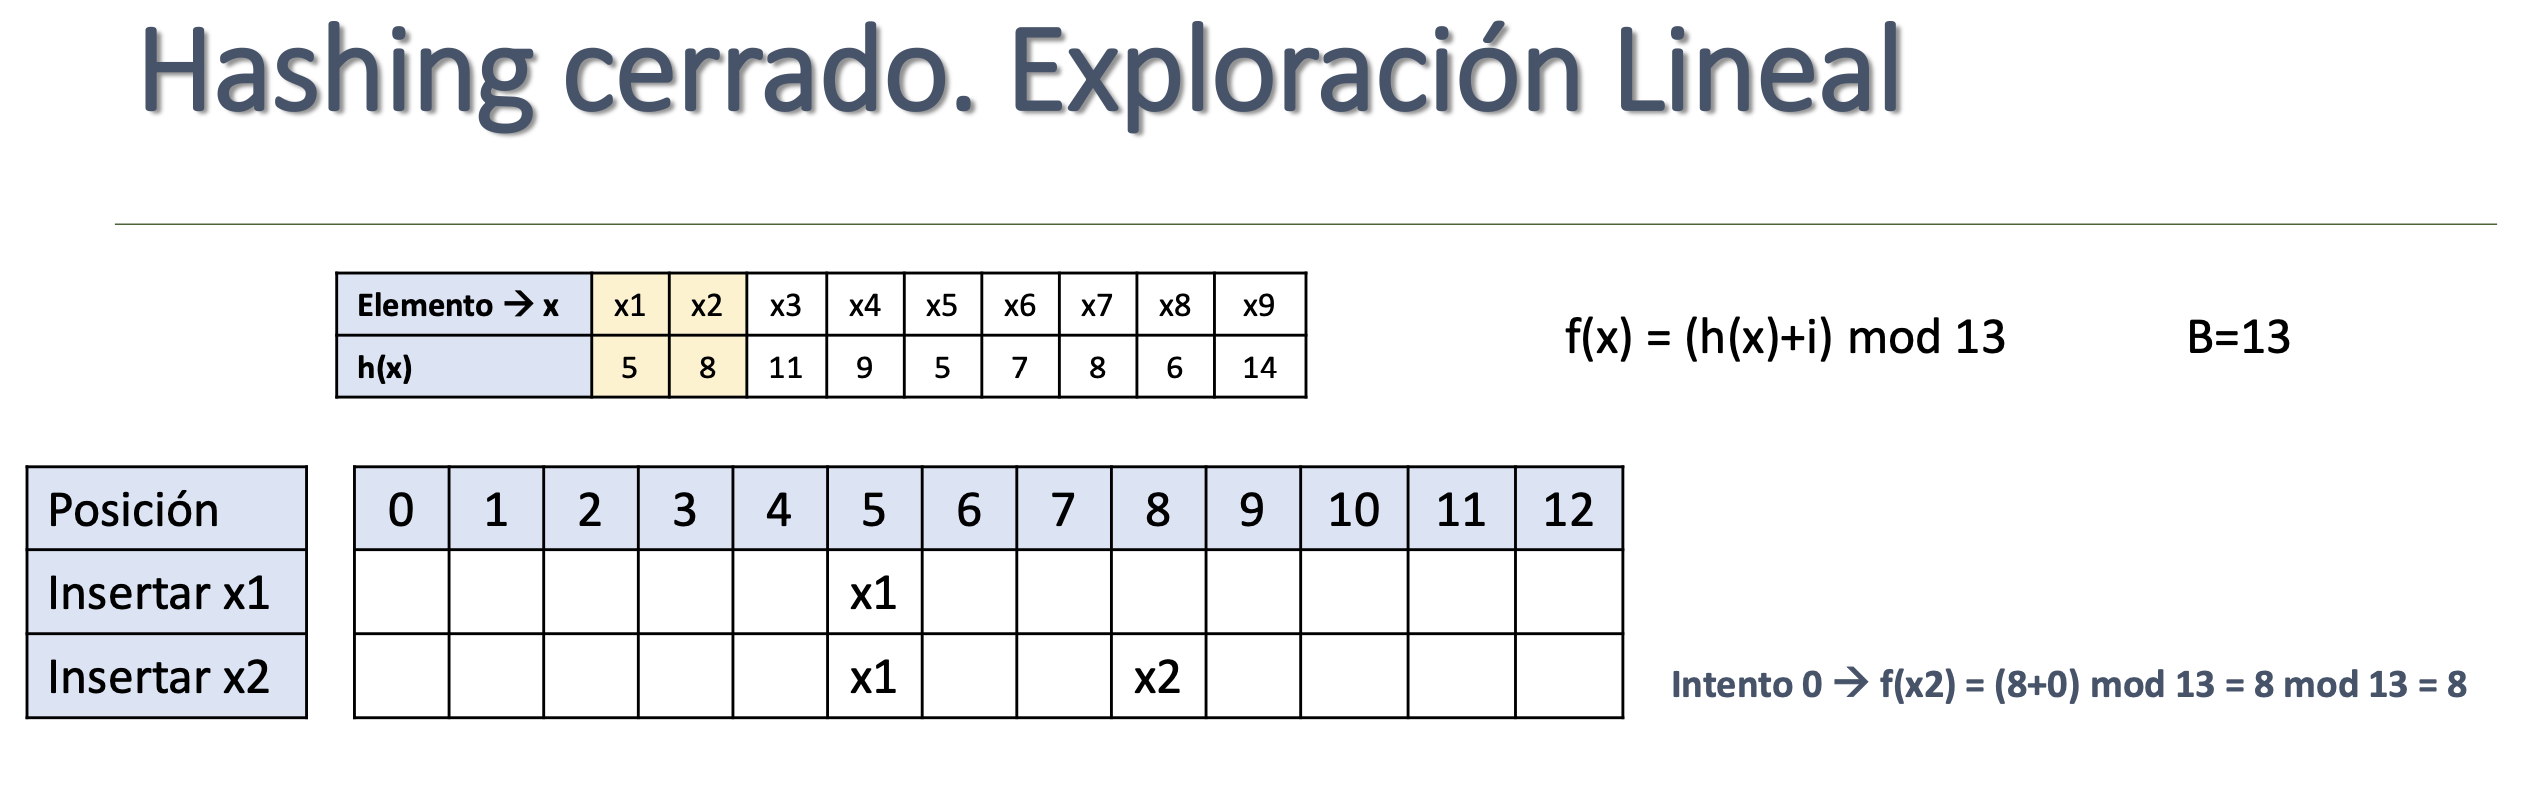 Hashing cerrado. Exploración Lineal
Elemento → x x1 x2 x3 x4 x5 x6 x7 x8 x9
h(x) 5 8 11 9 5 7 8 6 14
f(x) = (h(x)+i) mod 13 B=13
Posición 0 1 2 3 4 5 6 7 8 9 10 11 12
Insertar x1 x1
Insertar x2 x1 x2
Intento 0 → f(x2) = (8+0) mod 13 = 8 mod 13 = 8